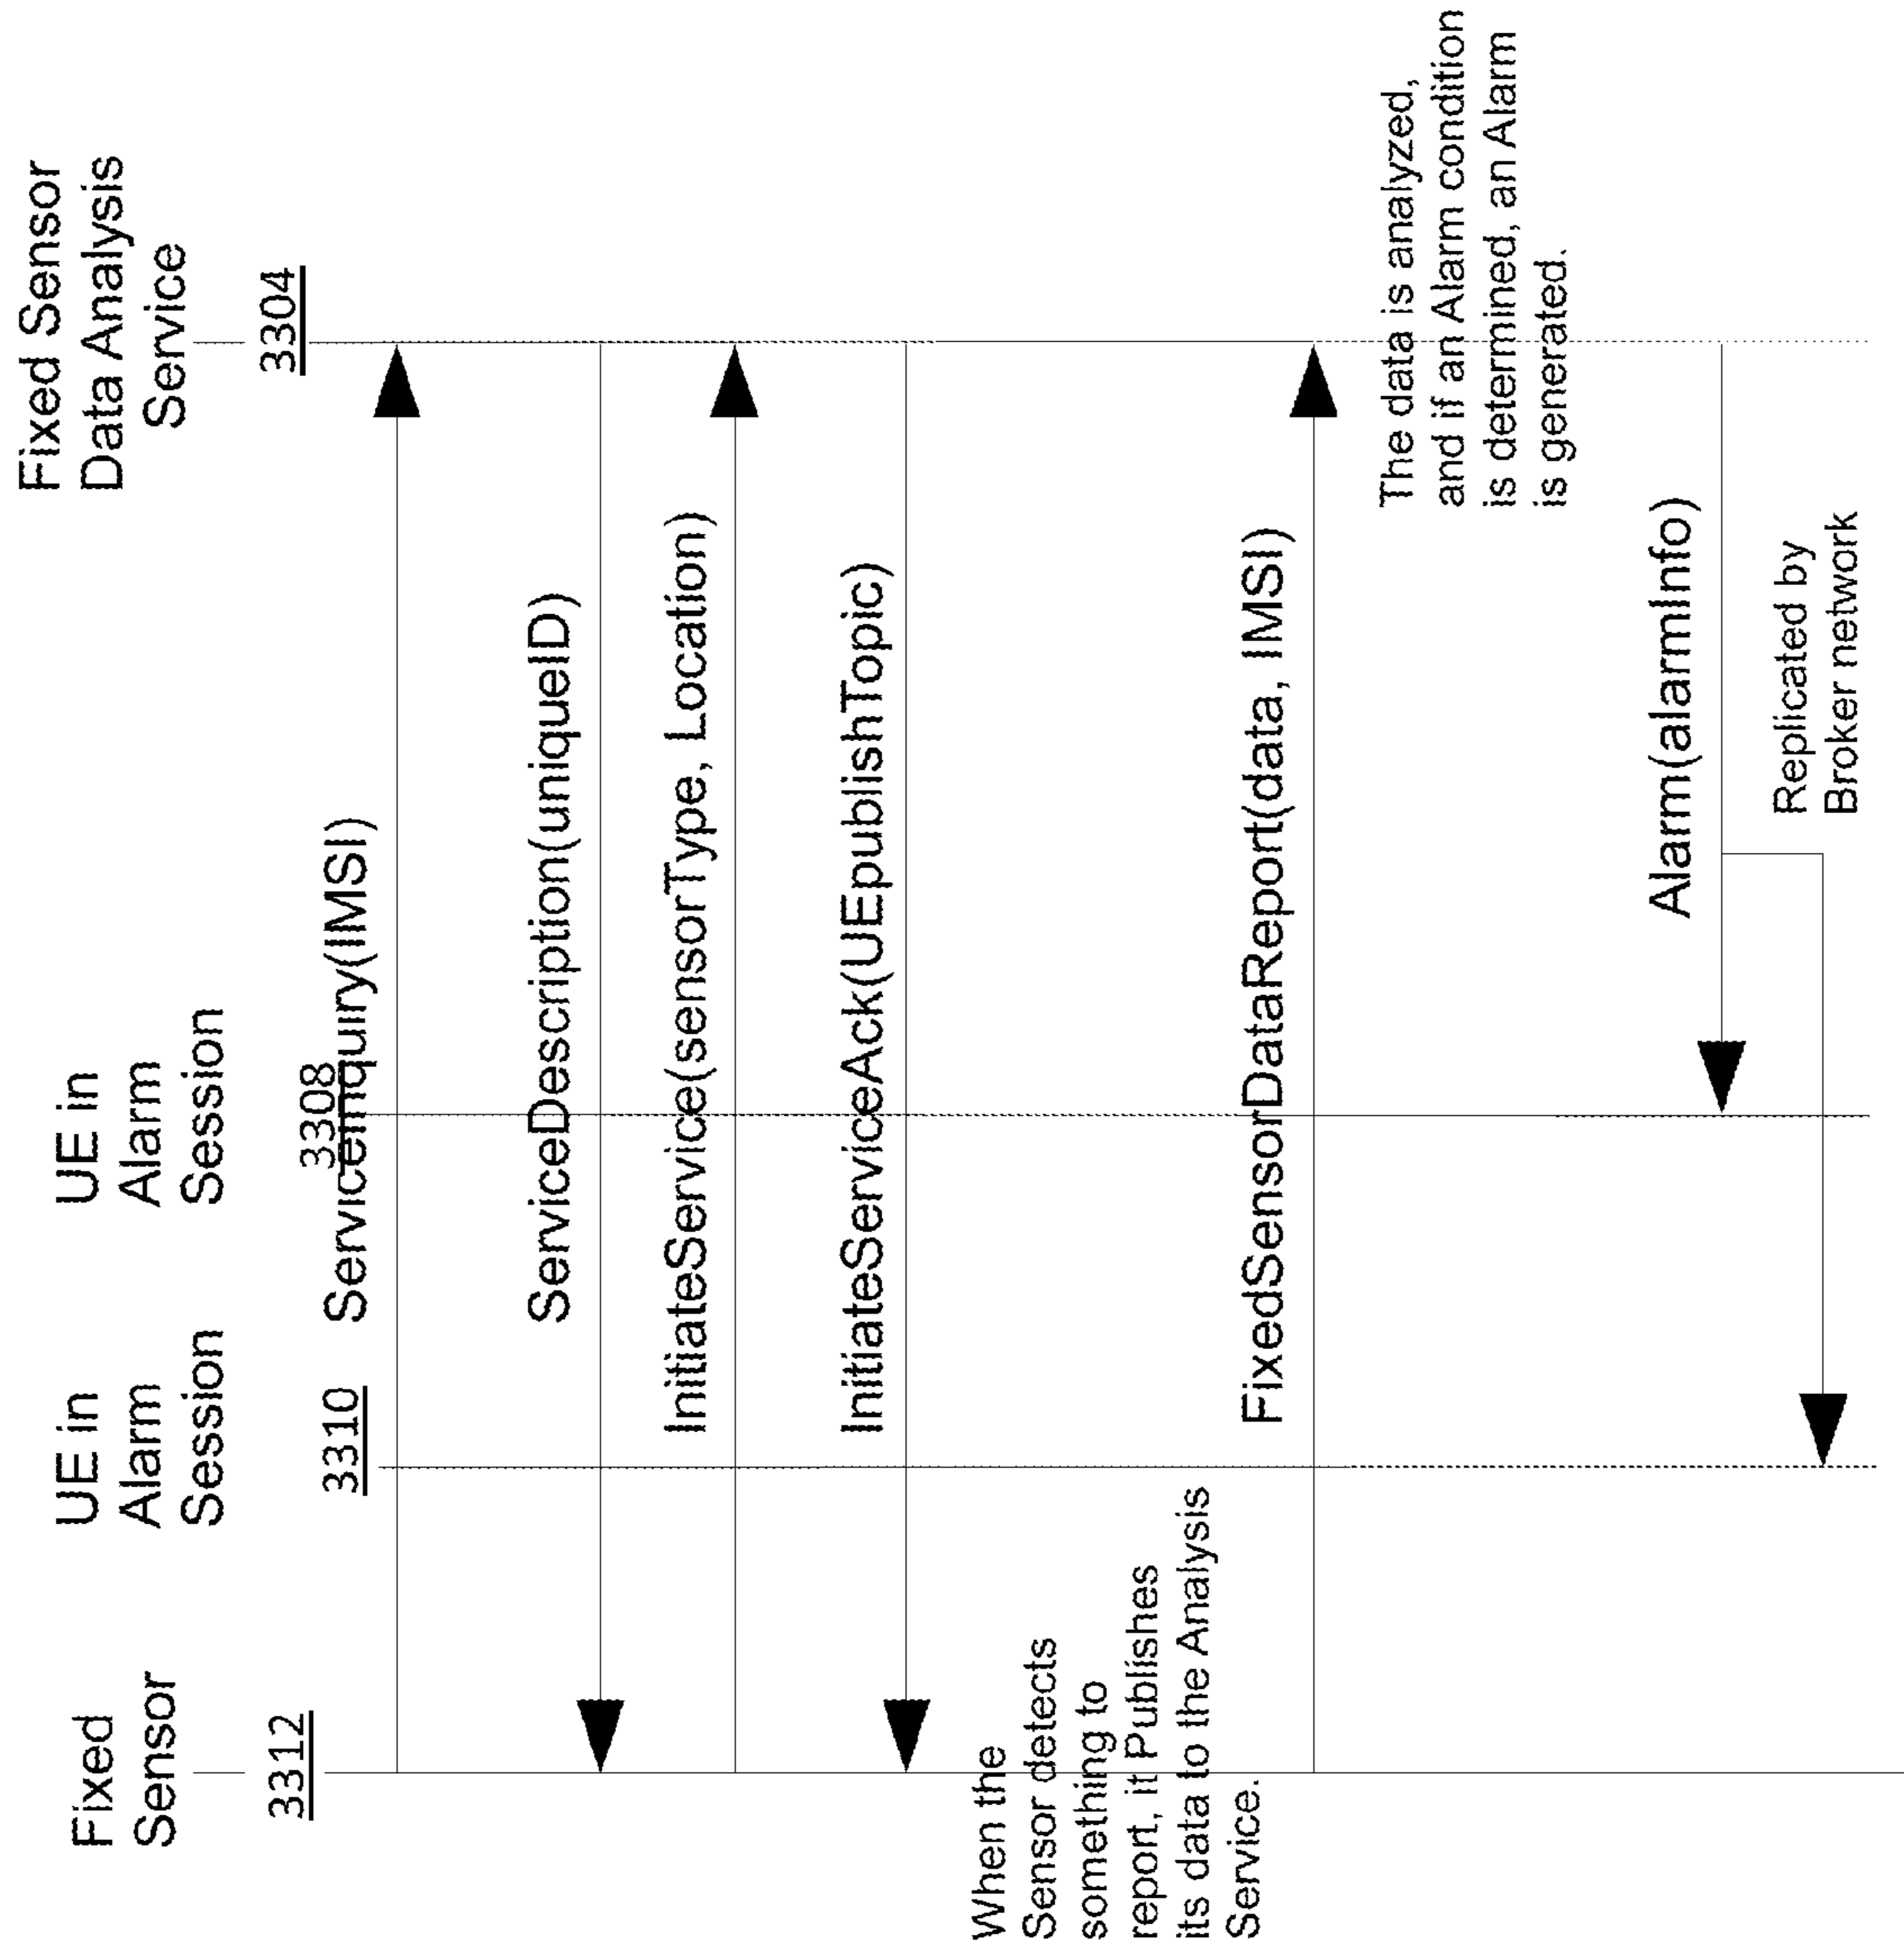 Fixed
Sensor
3312
UE in
Alarm
Session
3310
UE in
Alarm
Session
3308
Fixed Sensor
Data Analysis
Service
3304
ServiceInquiry(IMSI)
ServiceDescription(uniqueID)
InitiateService(sensorType, Location)
InitiateServiceAck(UEpublishTopic)
When the
Sensor detects
something to
report, it Publishes
its data to the Analysis
Service.
FixedSensorDataReport(data, IMSI)
The data is analyzed,
and if an Alarm condition
is determined, an Alarm
is generated.
Alarm(alarmInfo)
Replicated by
Broker network